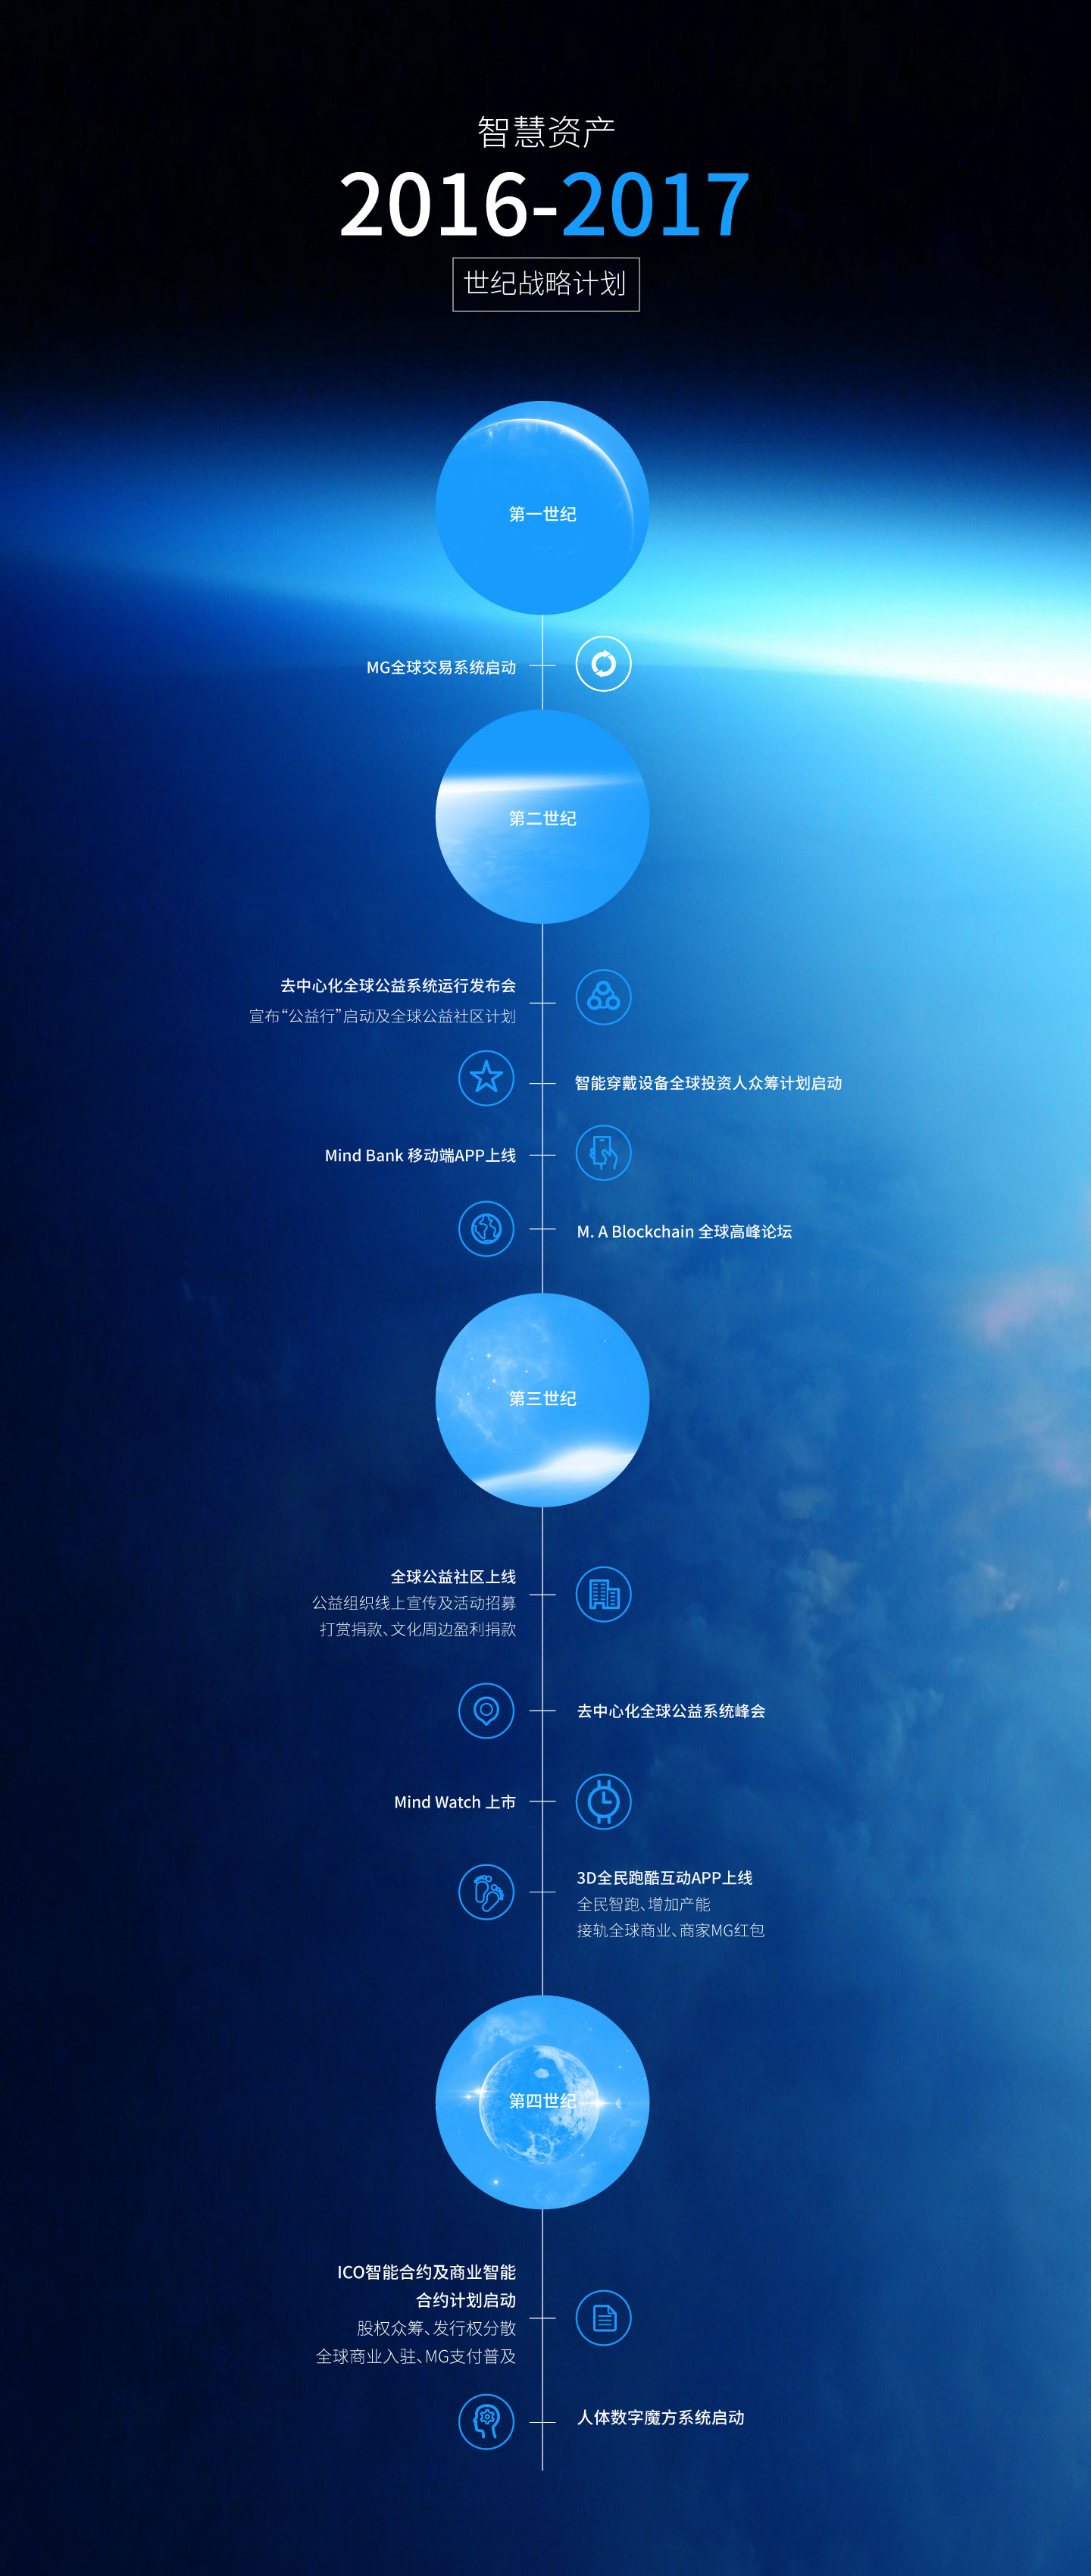 智慧资产
2016-2017
世纪战略计划
第一世纪
MG全球交易系统启动
第二世纪
去中心化全球公益系统运行发布会
宣布“公益行”启动及全球公益社区计划
智能穿戴设备全球投资人众筹计划启动
Mind Bank 移动端APP上线
M. A Blockchain 全球高峰论坛
第三世纪
全球公益社区上线
公益组织线上宣传及活动招募
打赏捐款、文化周边盈利捐款
去中心化全球公益系统峰会
Mind Watch 上市
3D全民跑酷互动APP上线
全民智跑、增加产能
接轨全球商业、商家MG红包
第四世纪
ICO智能合约及商业智能
合约计划启动
股权众筹、发行权分散
全球商业入驻、MG支付普及
人体数字魔方系统启动